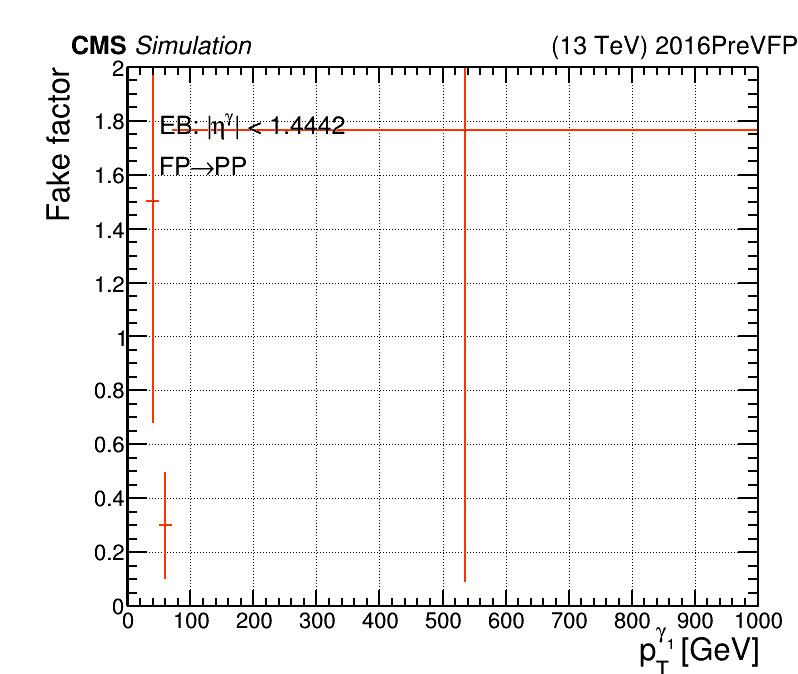 CMS Simulation (13 TeV) 2016PreVFP
Fake factor
EB: |η^γ| < 1.4442
FP→PP
2
1.8
1.6
1.4
1.2
1
0.8
0.6
0.4
0.2
0
0 100 200 300 400 500 600 700 800 900 1000
p_T^γ_1 [GeV]